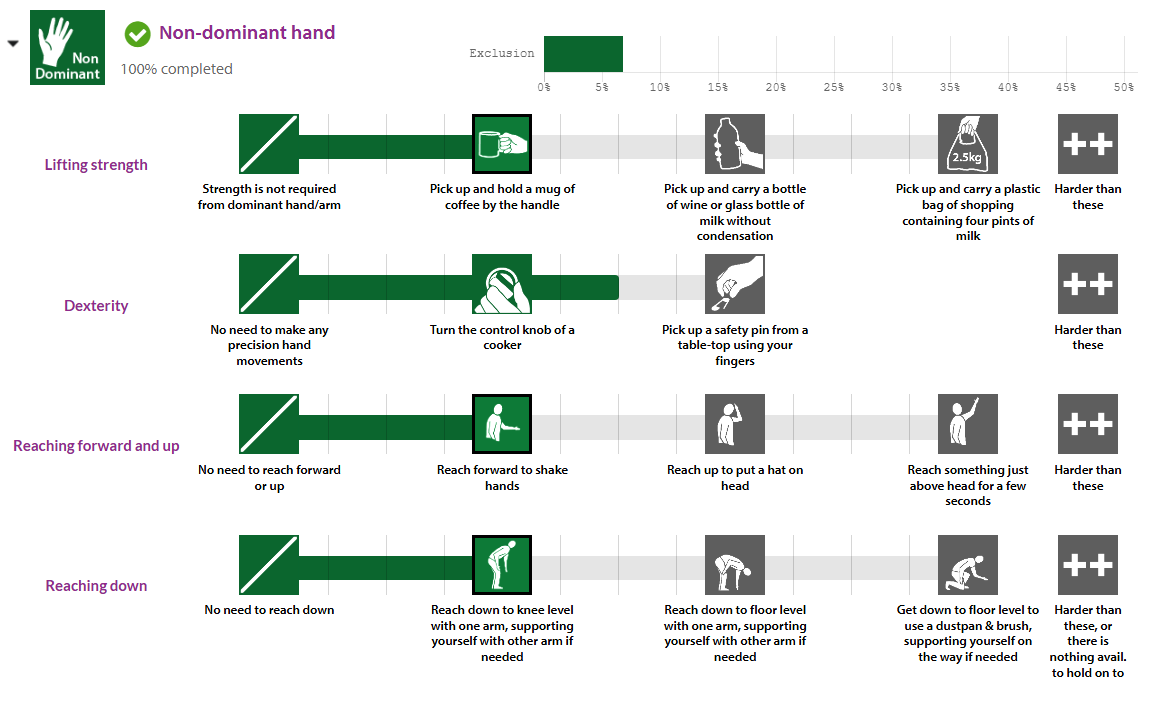 Non
Dominant
Non-dominant hand
100% completed
Exclusion
0% 5% 10% 15% 20% 25% 30% 35% 40% 45% 50%
Lifting strength
Strength is not required
from dominant hand/arm
Pick up and hold a mug of
coffee by the handle
Pick up and carry a bottle
of wine or glass bottle of
milk without
condensation
2.5kg
Pick up and carry a plastic
bag of shopping
containing four pints of
milk
++
Harder than
these
Dexterity
No need to make any
precision hand
movements
Turn the control knob of a
cooker
Pick up a safety pin from a
table-top using your
fingers
++
Harder than
these
Reaching forward and up
No need to reach forward
or up
Reach forward to shake
hands
Reach up to put a hat on
head
Reach something just
above head for a few
seconds
++
Harder than
these
Reaching down
No need to reach down
Reach down to knee level
with one arm, supporting
yourself with other arm if
needed
Reach down to floor level
with one arm, supporting
yourself with other arm if
needed
Get down to floor level to
use a dustpan & brush,
supporting yourself on
the way if needed
++
Harder than
these, or
there is
nothing avail.
to hold on to